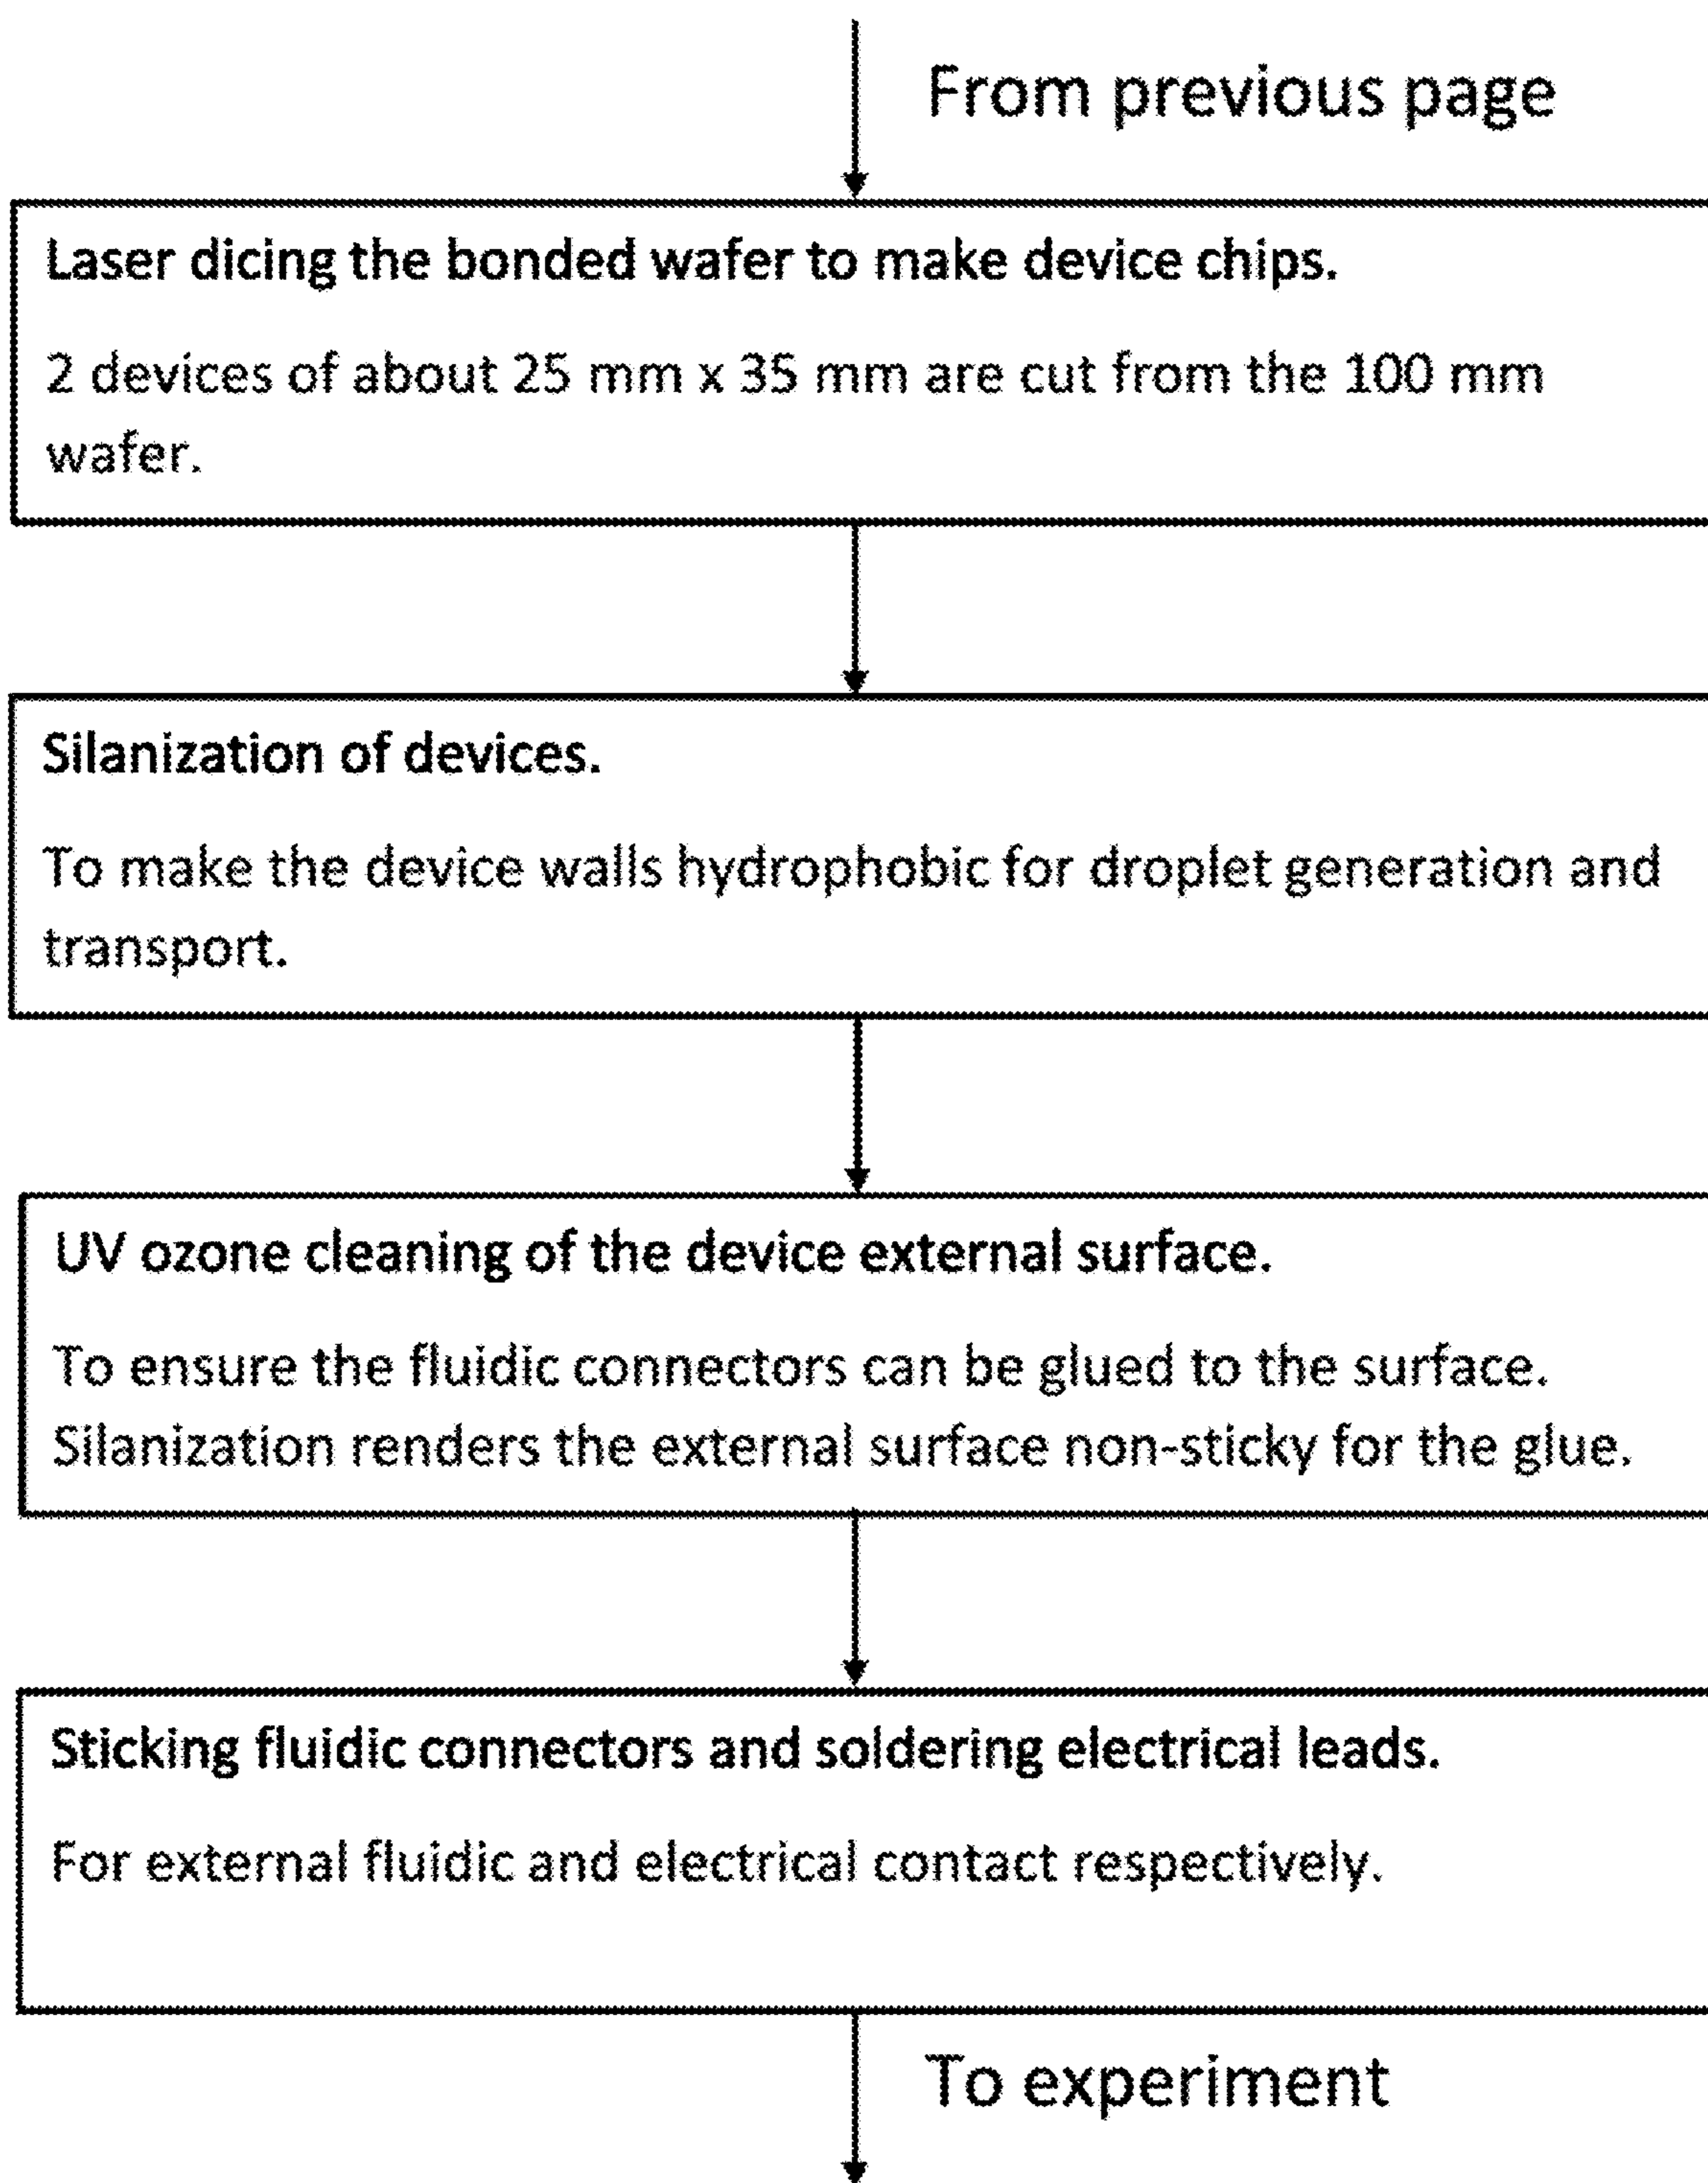 From previous page
Laser dicing the bonded wafer to make device chips.
2 devices of about 25 mm x 35 mm are cut from the 100 mm
wafer.
Silanization of devices.
To make the device walls hydrophobic for droplet generation and
transport.
UV ozone cleaning of the device external surface.
To ensure the fluidic connectors can be glued to the surface.
Silanization renders the external surface non-sticky for the glue.
Sticking fluidic connectors and soldering electrical leads.
For external fluidic and electrical contact respectively.
To experiment